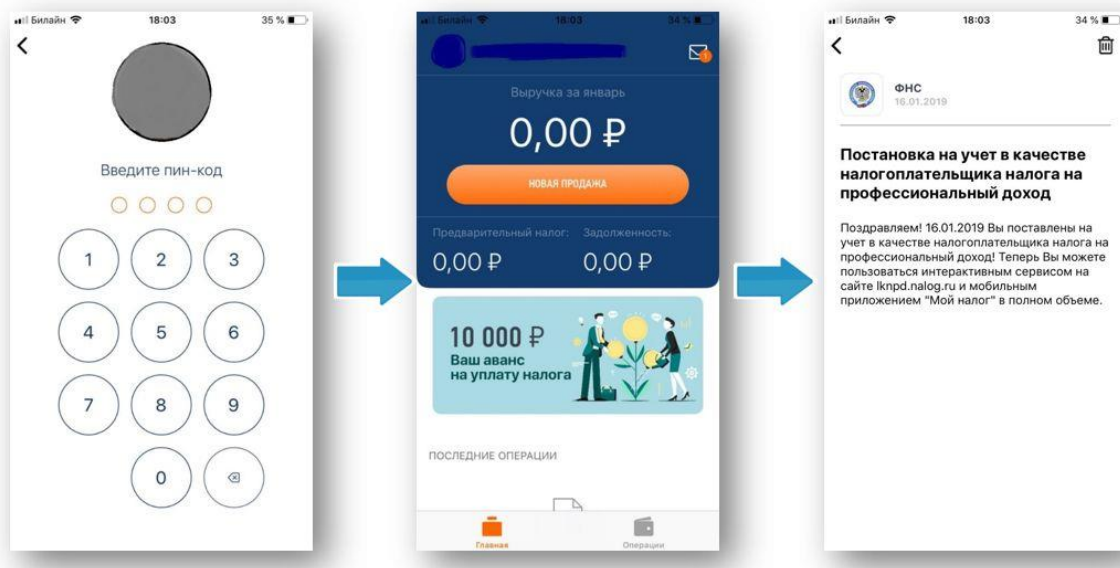 Билайн 18:03 35 %
Введите пин-код
1 2 3
4 5 6
7 8 9
0
Билайн 18:03 34 %
1
Выручка за январь
0,00 ₽
НОВАЯ ПРОДАЖА
Предварительный налог: Задолженность:
0,00 ₽ 0,00 ₽
10 000 ₽
Ваш аванс
на уплату налога
ПОСЛЕДНИЕ ОПЕРАЦИИ
Главная Операции
Билайн 18:03 34 %
ФНС
16.01.2019
Постановка на учет в качестве
налогоплательщика налога на
профессиональный доход
Поздравляем! 16.01.2019 Вы поставлены на
учет в качестве налогоплательщика налога на
профессиональный доход! Теперь Вы можете
пользоваться интерактивным сервисом на
сайте lknpd.nalog.ru и мобильным
приложением "Мой налог" в полном объеме.